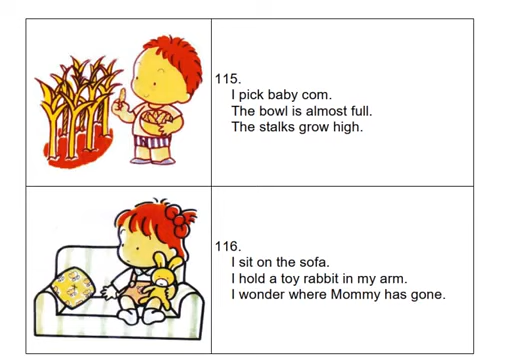 115.
I pick baby corn.
The bowl is almost full.
The stalks grow high.
116.
I sit on the sofa.
I hold a toy rabbit in my arm.
I wonder where Mommy has gone.